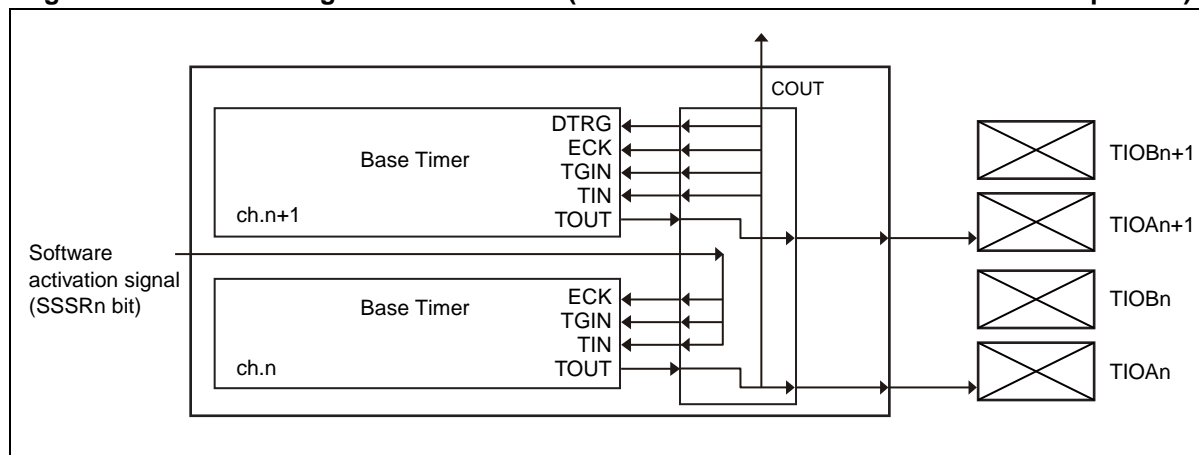 COUT
DTRG
ECK
TGIN
TIN
TOUT
Base Timer
ch.n+1
Software
activation signal
(SSSRn bit)
ECK
TGIN
TIN
TOUT
Base Timer
ch.n
TIOBn+1
TIOAn+1
TIOBn
TIOAn